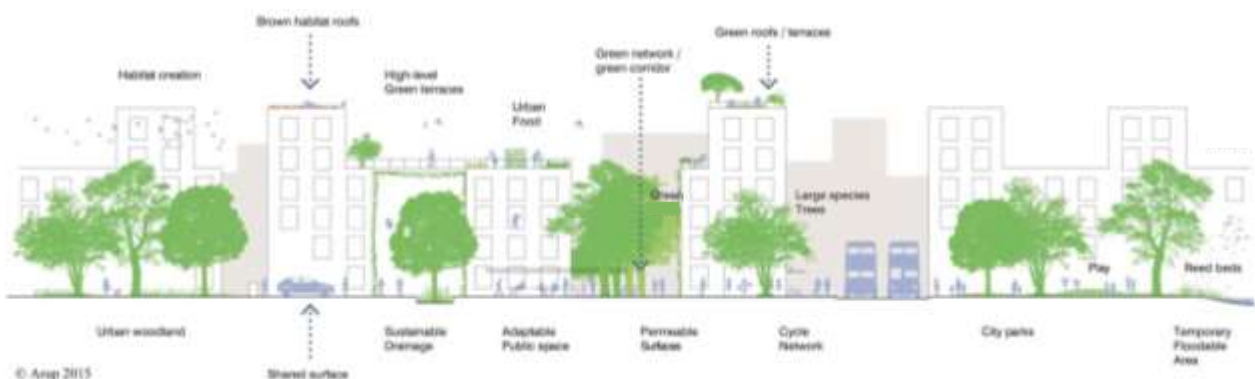 Brown habitat roofs
Green roofs / terraces
Green network /
green corridor
Habitat creation
High-level
Green terraces
Urban
Food
Green
Large species
Trees
Play
Reed beds
Urban woodland
Sustainable
Drainage
Adaptable
Public space
Permeable
Surfaces
Cycle
Network
City parks
Temporary
Floodable
Area
© Arup 2015
Shared surface